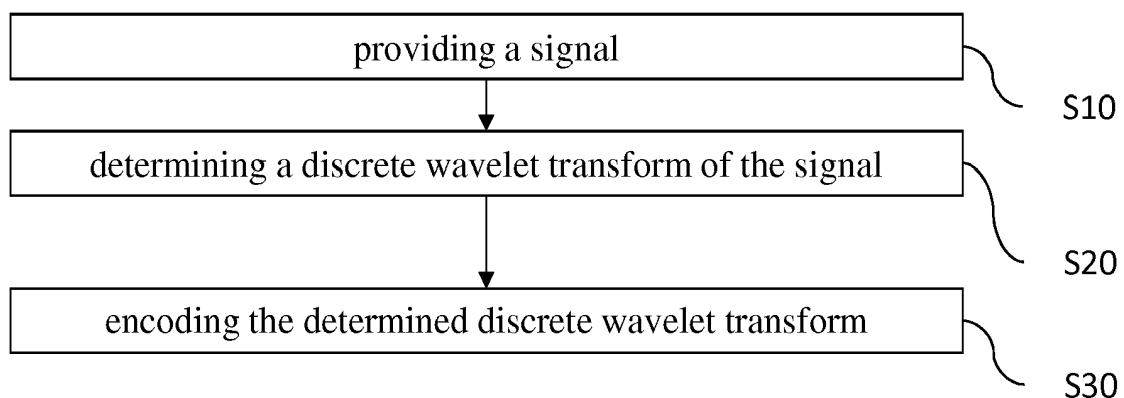 providing a signal
S10
determining a discrete wavelet transform of the signal
S20
encoding the determined discrete wavelet transform
S30